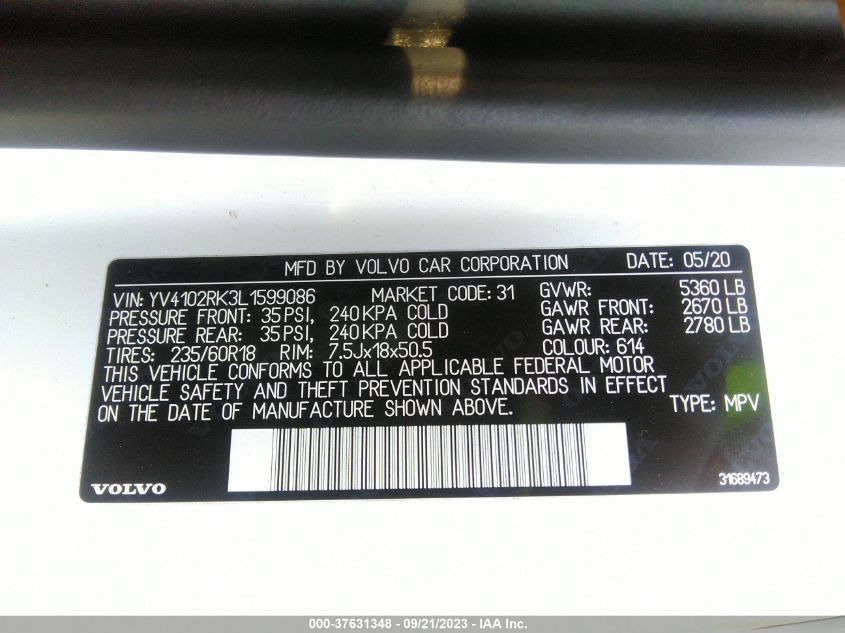 MFD BY VOLVO CAR CORPORATION DATE: 05/20
VIN: YV4102RK3L1599086 MARKET CODE: 31 GVWR: 5360 LB
PRESSURE FRONT: 35 PSI, 240 KPA COLD GAWR FRONT: 2670 LB
PRESSURE REAR: 35 PSI, 240 KPA COLD GAWR REAR: 2780 LB
TIRES: 235/60R18 RIM: 7.5Jx18x50.5 COLOUR: 614
THIS VEHICLE CONFORMS TO ALL APPLICABLE FEDERAL MOTOR
VEHICLE SAFETY AND THEFT PREVENTION STANDARDS IN EFFECT
ON THE DATE OF MANUFACTURE SHOWN ABOVE. TYPE: MPV
VOLVO 31689473
000-37631348 - 09/21/2023 - IAA Inc.